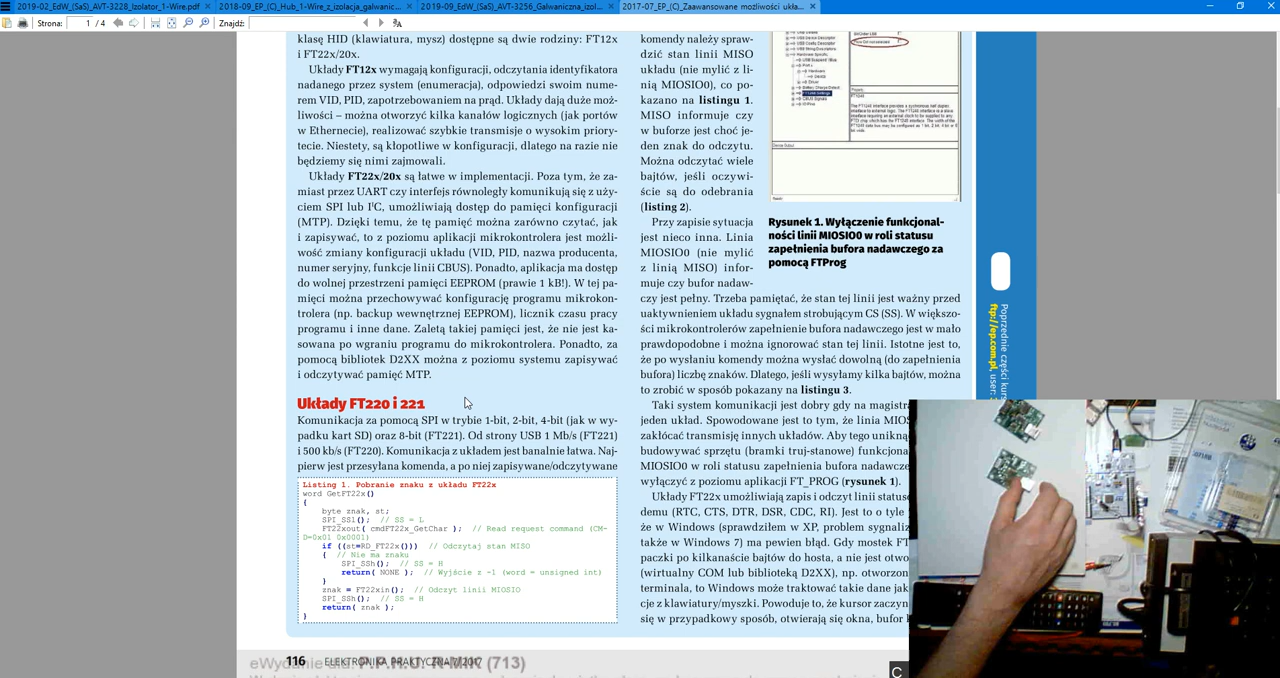 2019-02_EdW_(SaS)_AVT-3228_Izolator_1-Wire.pdf
2018-09_EP_(C)_Hub_1-Wire_z_izolacja_galwanic...
2019-09_EdW_(SaS)_AVT-3256_Galwaniczna_izol...
2017-07_EP_(C)_Zaawansowane możliwości ukła...
Strona: 1 / 4 Znajdź:
klasę HID (klawiatura, mysz) dostępne są dwie rodziny: FT12x
i FT22x/20x.
Układy FT12x wymagają konfiguracji, odczytania identyfikatora
nadanego przez system (enumeracja), odpowiedzi swoim nume-
rem VID, PID, zapotrzebowaniem na prąd. Układy dają duże moż-
liwości – można otworzyć kilka kanałów logicznych (jak portów
w Ethernecie), realizować szybkie transmisje o wysokim priory-
tecie. Niestety, są kłopotliwe w konfiguracji, dlatego na razie nie
będziemy się nimi zajmowali.
Układy FT22x/20x są łatwe w implementacji. Poza tym, że za-
miast przez UART czy interfejs równoległy komunikują się z uży-
ciem SPI lub I²C, umożliwiają dostęp do pamięci konfiguracji
(MTP). Dzięki temu, że tę pamięć można zarówno czytać, jak
i zapisywać, to z poziomu aplikacji mikrokontrolera jest możli-
wość zmiany konfiguracji układu (VID, PID, nazwa producenta,
numer seryjny, funkcje linii CBUS). Ponadto, aplikacja ma dostęp
do wolnej przestrzeni pamięci EEPROM (prawie 1 kB!). W tej pa-
mięci można przechowywać konfigurację programu mikrokon-
trolera (np. backup wewnętrznej EEPROM), licznik czasu pracy
programu i inne dane. Zaletą takiej pamięci jest, że nie jest ka-
sowana po wgraniu programu do mikrokontrolera. Ponadto, za
pomocą bibliotek D2XX można z poziomu systemu zapisywać
i odczytywać pamięć MTP.
Układy FT220 i 221
Komunikacja za pomocą SPI w trybie 1-bit, 2-bit, 4-bit (jak w wy-
padku kart SD) oraz 8-bit (FT221). Od strony USB 1 Mb/s (FT221)
i 500 kb/s (FT220). Komunikacja z układem jest banalnie łatwa. Naj-
pierw jest przesyłana komenda, a po niej zapisywane/odczytywane
Listing 1. Pobranie znaku z układu FT22x
word GetFT22x()
{
byte znak, st;
SPI_SSl(); // SS = L
FT22xout( cmdFT22x_GetChar ); // Read request command (CM-
D=0x01 0x0001)
if ((st=RD_FT22x())) // Odczytaj stan MISO
{ // Nie ma znaku
SPI_SSh(); // SS = H
return( NONE ); // Wyjście z -1 (word = unsigned int)
}
znak = FT22xin(); // Odczyt linii MIOSIO
SPI_SSh(); // SS = H
return( znak );
}
116 ELEKTRONIKA PRAKTYCZNA 7/2017
(713)
komendy należy spraw-
dzić stan linii MISO
układu (nie mylić z li-
nią MIOSIO0), co po-
kazano na listingu 1.
MISO informuje czy
w buforze jest choć je-
den znak do odczytu.
Można odczytać wiele
bajtów, jeśli oczywi-
ście są do odebrania
(listing 2).
Przy zapisie sytuacja
jest nieco inna. Linia
MIOSIO0 (nie mylić
z linią MISO) infor-
muje czy bufor nadaw-
czy jest pełny. Trzeba pamiętać, że stan tej linii jest ważny przed
uaktywnieniem układu sygnałem strobującym CS (SS). W większo-
ści mikrokontrolerów zapełnienie bufora nadawczego jest w mało
prawdopodobne i można ignorować stan tej linii. Istotne jest to,
że po wysłaniu komendy można wysłać dowolną (do zapełnienia
bufora) liczbę znaków. Dlatego, jeśli wysyłamy kilka bajtów, można
to zrobić w sposób pokazany na listingu 3.
Taki system komunikacji jest dobry gdy na magistra
jeden układ. Spowodowane jest to tym, że linia MIOS
zakłócać transmisję innych układów. Aby tego uniknąć
budowywać sprzętu (bramki truj-stanowe) funkcjona
MIOSIO0 w roli statusu zapełnienia bufora nadawcze
wyłączyć z poziomu aplikacji FT_PROG (rysunek 1).
Układy FT22x umożliwiają zapis i odczyt linii statuso
demu (RTC, CTS, DTR, DSR, CDC, RI). Jest to o tyle
że w Windows (sprawdziłem w XP, problem sygnaliz
także w Windows 7) ma pewien błąd. Gdy mostek FT
paczki po kilkanaście bajtów do hosta, a nie jest otwo
(wirtualny COM lub biblioteką D2XX), np. otworzon
terminala, to Windows może traktować takie dane jak
cje z klawiatury/myszki. Powoduje to, że kursor zaczyn
się w przypadkowy sposób, otwierają się okna, bufor k
Rysunek 1. Wyłączenie funkcjonal-
ności linii MIOSIO0 w roli statusu
zapełnienia bufora nadawczego za
pomocą FTProg
Poprzednie części kurs
ftp://ep.com.pl, user:
C